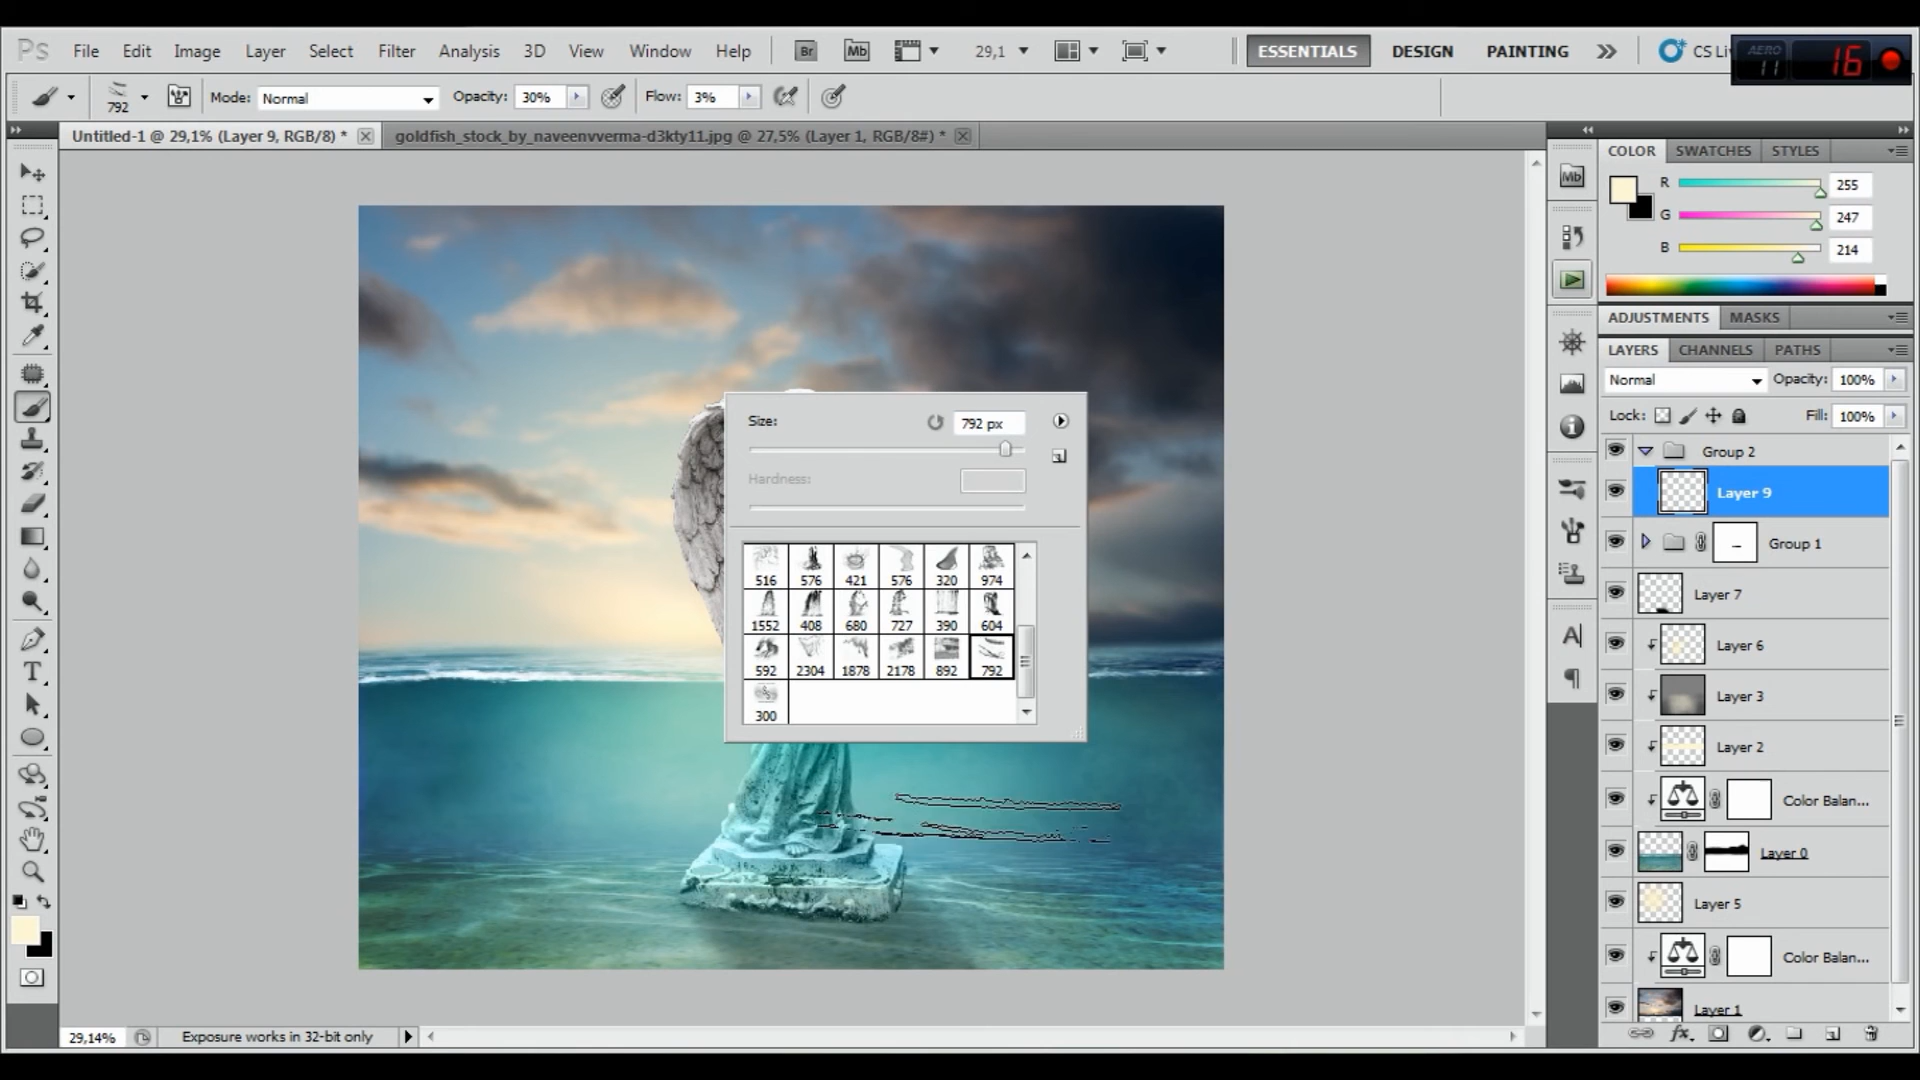 Ps File Edit Image Layer Select Filter Analysis 3D View Window Help Br Mb 29,1 ESSENTIALS DESIGN PAINTING CS Li
AERO 11 16
792 Mode: Normal Opacity: 30% Flow: 3%
Untitled-1 @ 29,1% (Layer 9, RGB/8) * goldfish_stock_by_naveenvverma-d3kty11.jpg @ 27,5% (Layer 1, RGB/8#) *
COLOR SWATCHES STYLES
Mb
R 255
G 247
B 214
ADJUSTMENTS MASKS
LAYERS CHANNELS PATHS
Normal Opacity: 100%
Lock: Fill: 100%
Group 2
Layer 9
Group 1
Layer 7
Layer 6
Layer 3
Layer 2
Color Balan...
Layer 0
Layer 5
Color Balan...
Layer 1
Size: 792 px
Hardness:
516 576 421 576 320 974
1552 408 680 727 390 604
592 2304 1878 2178 892 792
300
T
A
fx
29,14% Exposure works in 32-bit only